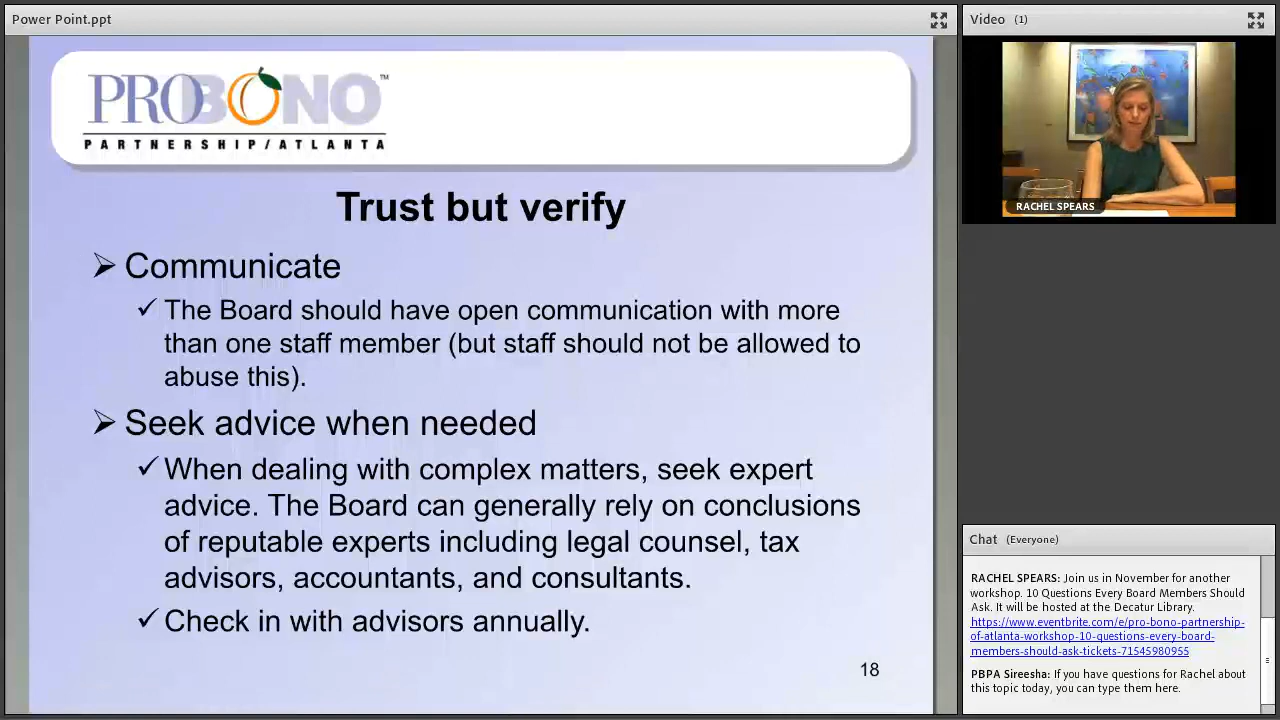 Power Point.ppt
PROBONO™
PARTNERSHIP/ATLANTA
Trust but verify
Communicate
The Board should have open communication with more
than one staff member (but staff should not be allowed to
abuse this).
Seek advice when needed
When dealing with complex matters, seek expert
advice. The Board can generally rely on conclusions
of reputable experts including legal counsel, tax
advisors, accountants, and consultants.
Check in with advisors annually.
18
Video (1)
RACHEL SPEARS
Chat (Everyone)
RACHEL SPEARS: Join us in November for another
workshop. 10 Questions Every Board Members Should
Ask. It will be hosted at the Decatur Library.
https://www.eventbrite.com/e/pro-bono-partnership-
of-atlanta-workshop-10-questions-every-board-
members-should-ask-tickets-71545980955
PBPA Sireesha: If you have questions for Rachel about
this topic today, you can type them here.